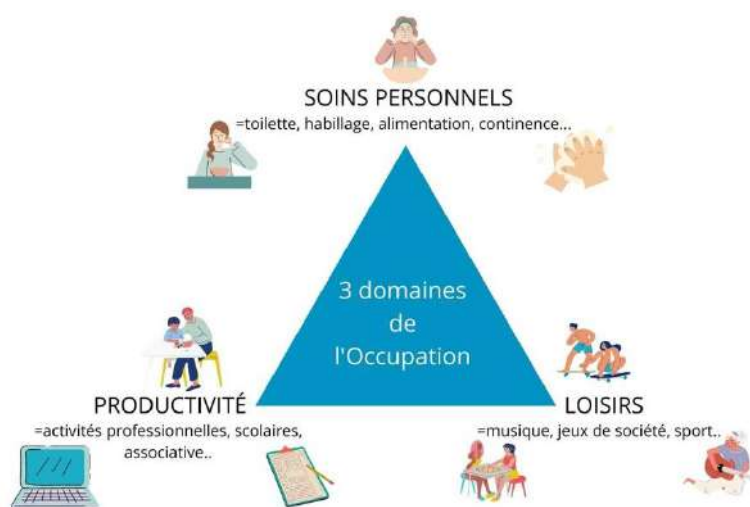 SOINS PERSONNELS
=toilette, habillage, alimentation, continence...
3 domaines
de
l'Occupation
PRODUCTIVITÉ
=activités professionnelles, scolaires,
associative..
LOISIRS
=musique, jeux de société, sport..